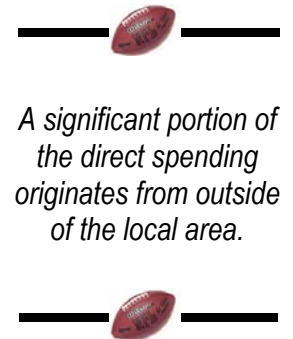 A significant portion of
the direct spending
originates from outside
of the local area.